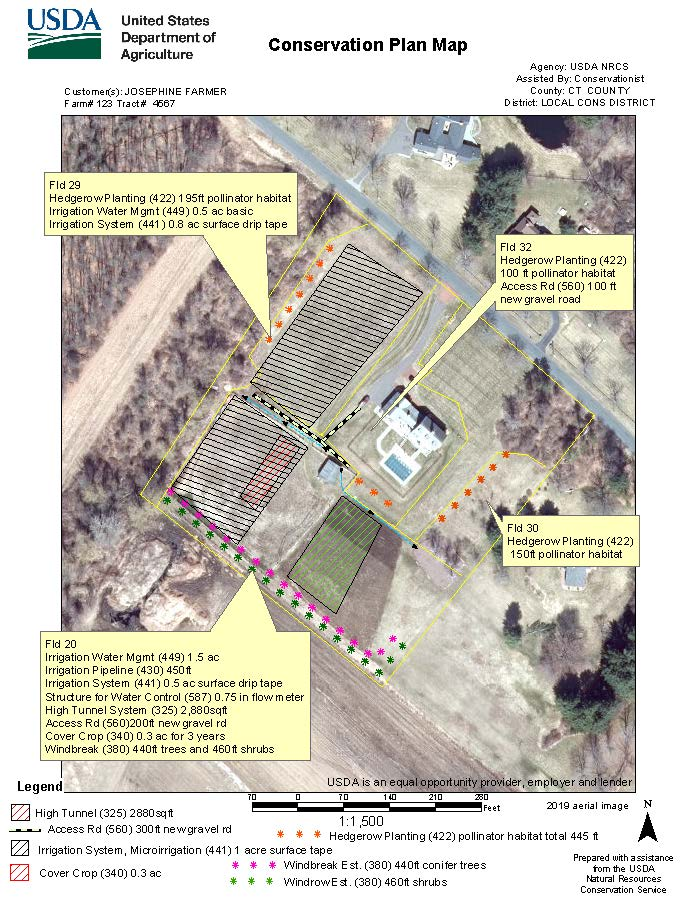 USDA
United States
Department of
Agriculture
Conservation Plan Map
Agency: USDA NRCS
Assisted By: Conservationist
County: CT COUNTY
District: LOCAL CONS DISTRICT
Customer(s): JOSEPHINE FARMER
Farm# 123 Tract# 4567
Fld 29
Hedgerow Planting (422) 195ft pollinator habitat
Irrigation Water Mgmt (449) 0.5 ac basic
Irrigation System (441) 0.8 ac surface drip tape
Fld 32
Hedgerow Planting (422)
100 ft pollinator habitat
Access Rd (560) 100 ft
new gravel road
Fld 30
Hedgerow Planting (422)
150ft pollinator habitat
Fld 20
Irrigation Water Mgmt (449) 1.5 ac
Irrigation Pipeline (430) 450ft
Irrigation System (441) 0.5 ac surface drip tape
Structure for Water Control (587) 0.75 in flow meter
High Tunnel System (325) 2,880sqft
Access Rd (560)200ft new gravel rd
Cover Crop (340) 0.3 ac for 3 years
Windbreak (380) 440ft trees and 460ft shrubs
USDA is an equal opportunity provider, employer and lender
Legend
70 0 70 140 210 280
Feet
1:1,500
2019 aerial image
N
High Tunnel (325) 2880sqft
Access Rd (560) 300ft new gravel rd
Hedgerow Planting (422) pollinator habitat total 445 ft
Irrigation System, Microirrigation (441) 1 acre surface tape
Windbreak Est. (380) 440ft conifer trees
Cover Crop (340) 0.3 ac
Windrow Est. (380) 460ft shrubs
Prepared with assistance
from the USDA
Natural Resources
Conservation Service